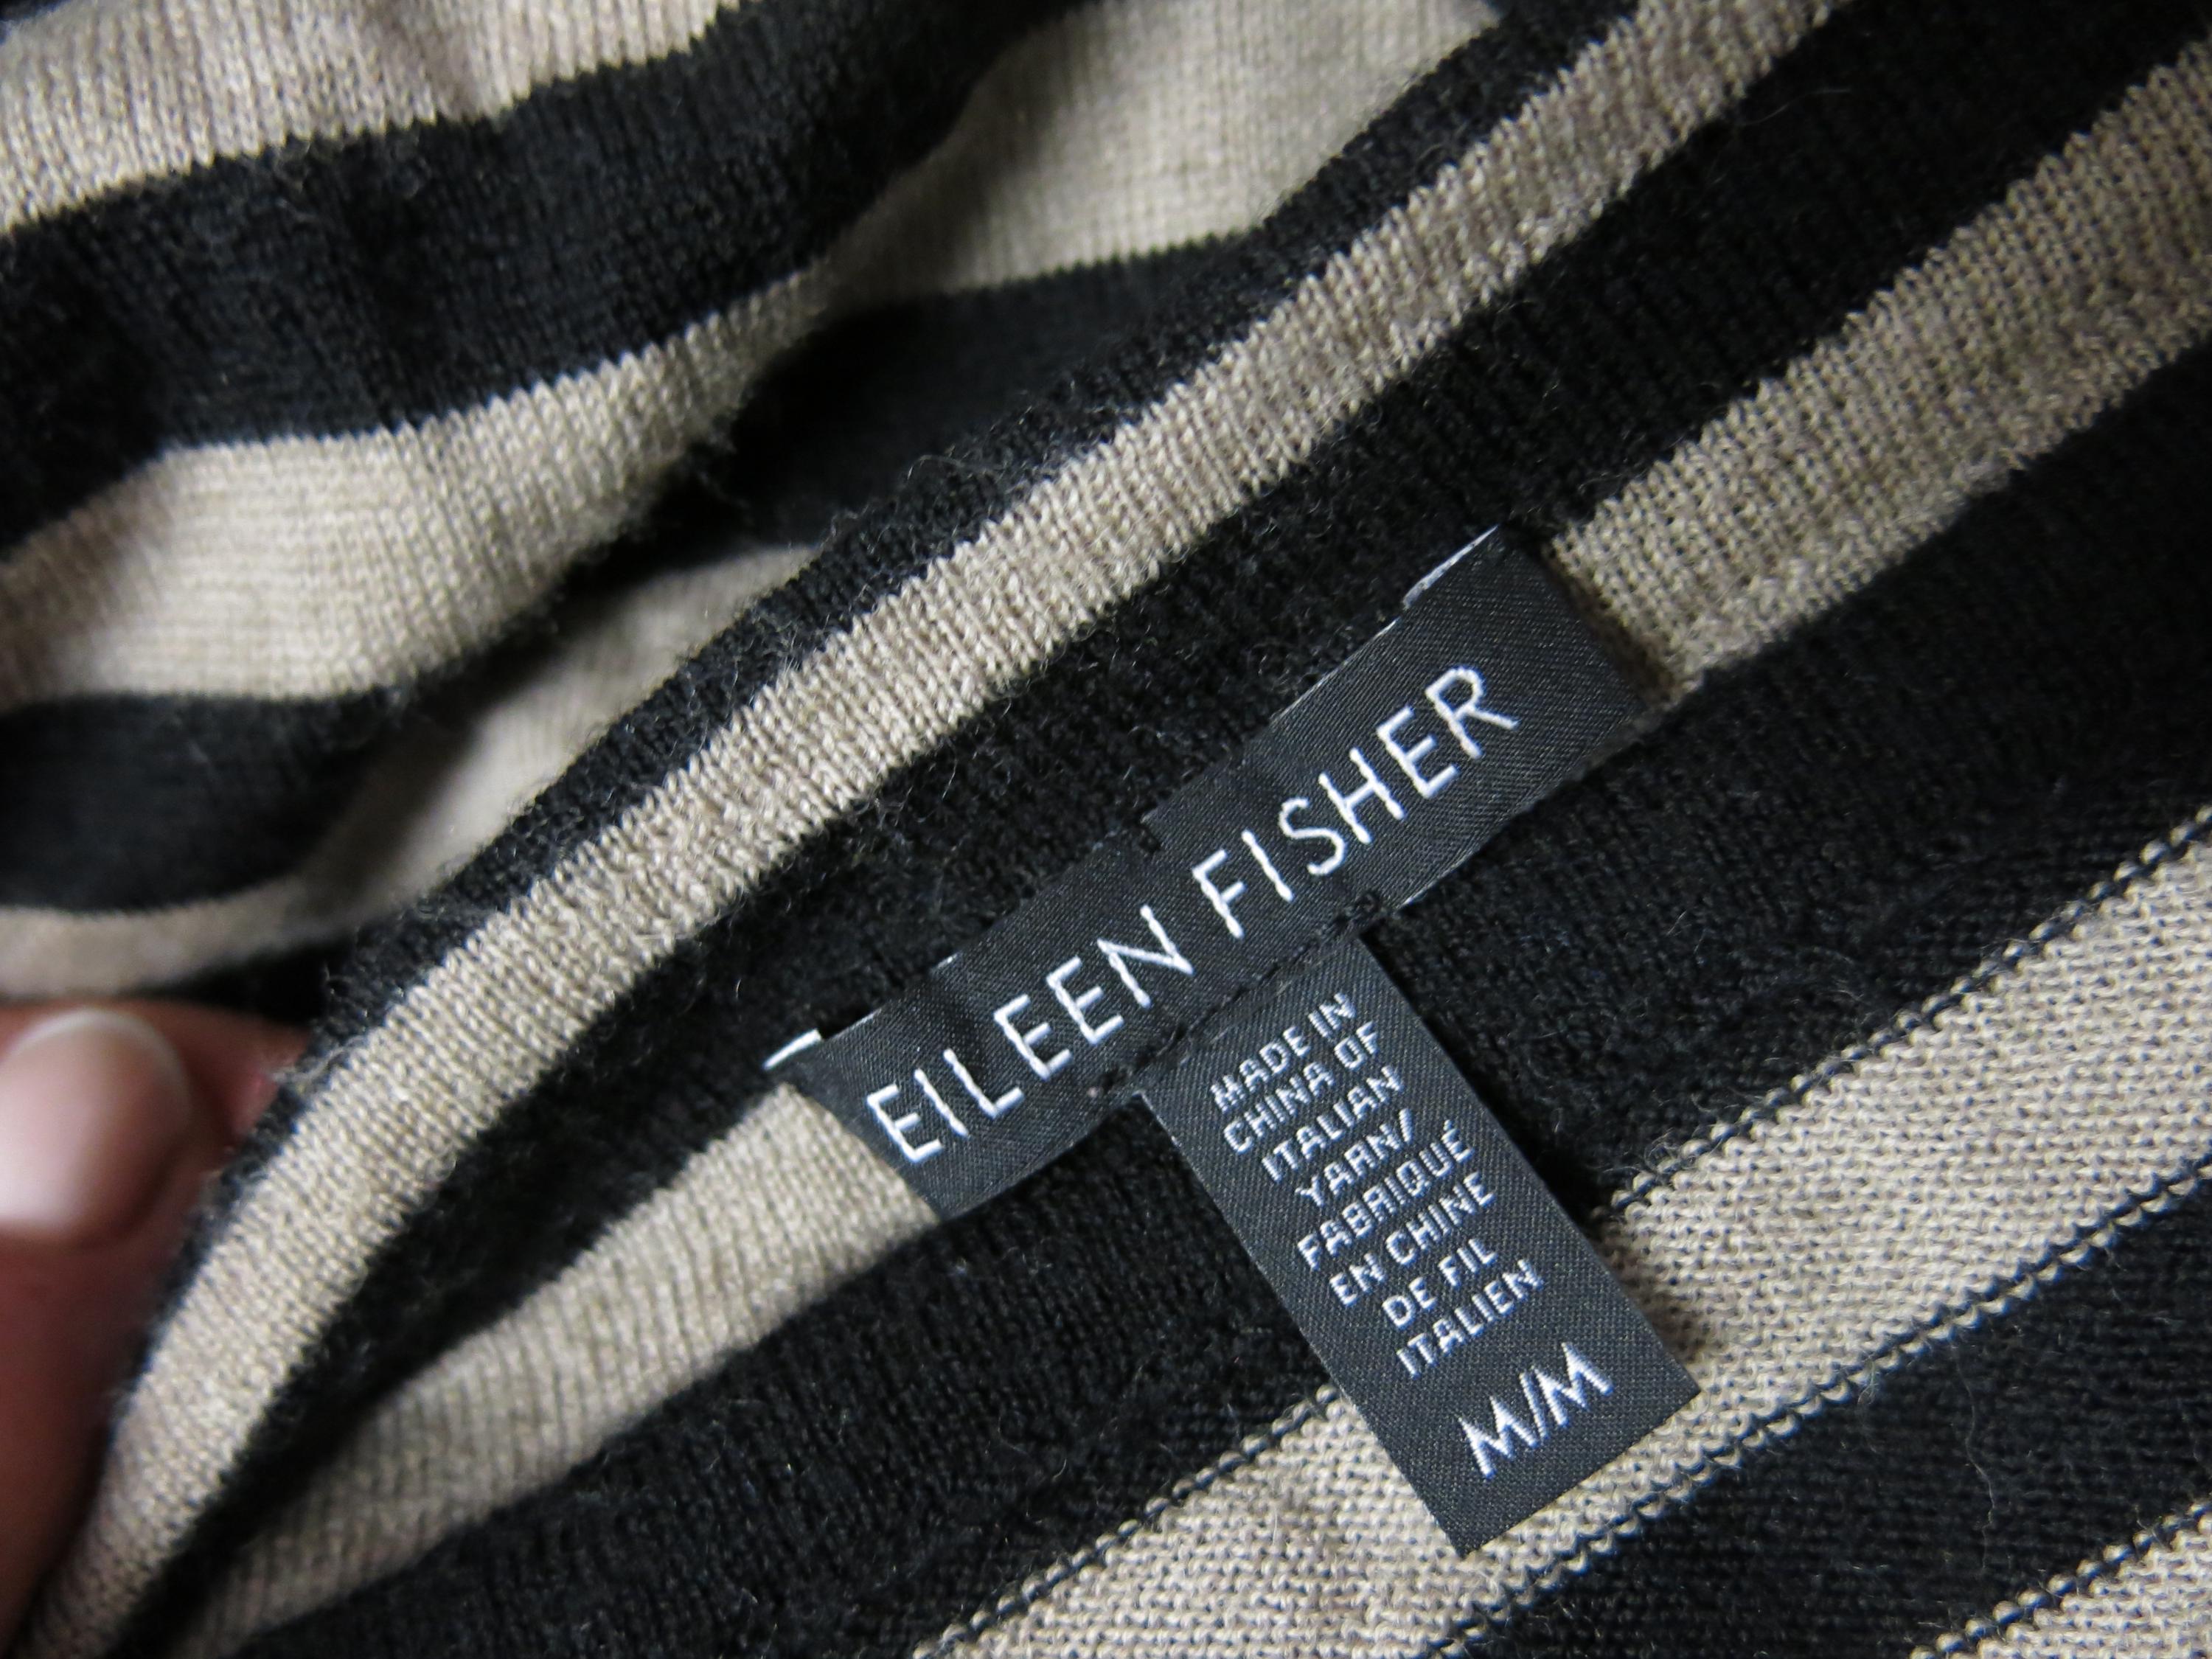 EILEEN FISHER
MADE IN
CHINA OF
ITALIAN
YARN/
FABRIQUÉ
EN CHINE
DE FIL
ITALIEN
M/M